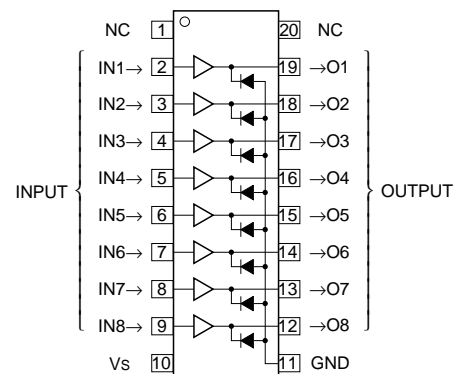 NC 1 20 NC
IN1→ 2 19 →O1
IN2→ 3 18 →O2
IN3→ 4 17 →O3
IN4→ 5 16 →O4
INPUT OUTPUT
IN5→ 6 15 →O5
IN6→ 7 14 →O6
IN7→ 8 13 →O7
IN8→ 9 12 →O8
Vs 10 11 GND